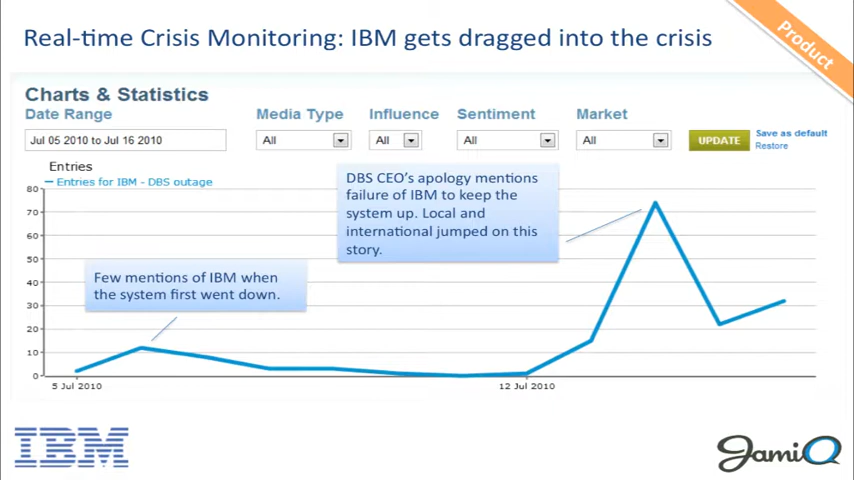 Real-time Crisis Monitoring: IBM gets dragged into the crisis
Product
Charts & Statistics
Date Range
Media Type
Influence
Sentiment
Market
Jul 05 2010 to Jul 16 2010
All
All
All
All
UPDATE
Save as default
Restore
Entries
Entries for IBM - DBS outage
DBS CEO's apology mentions
failure of IBM to keep the
system up. Local and
international jumped on this
story.
Few mentions of IBM when
the system first went down.
80
70
60
50
40
30
20
10
0
5 Jul 2010
12 Jul 2010
IBM
JamiQ